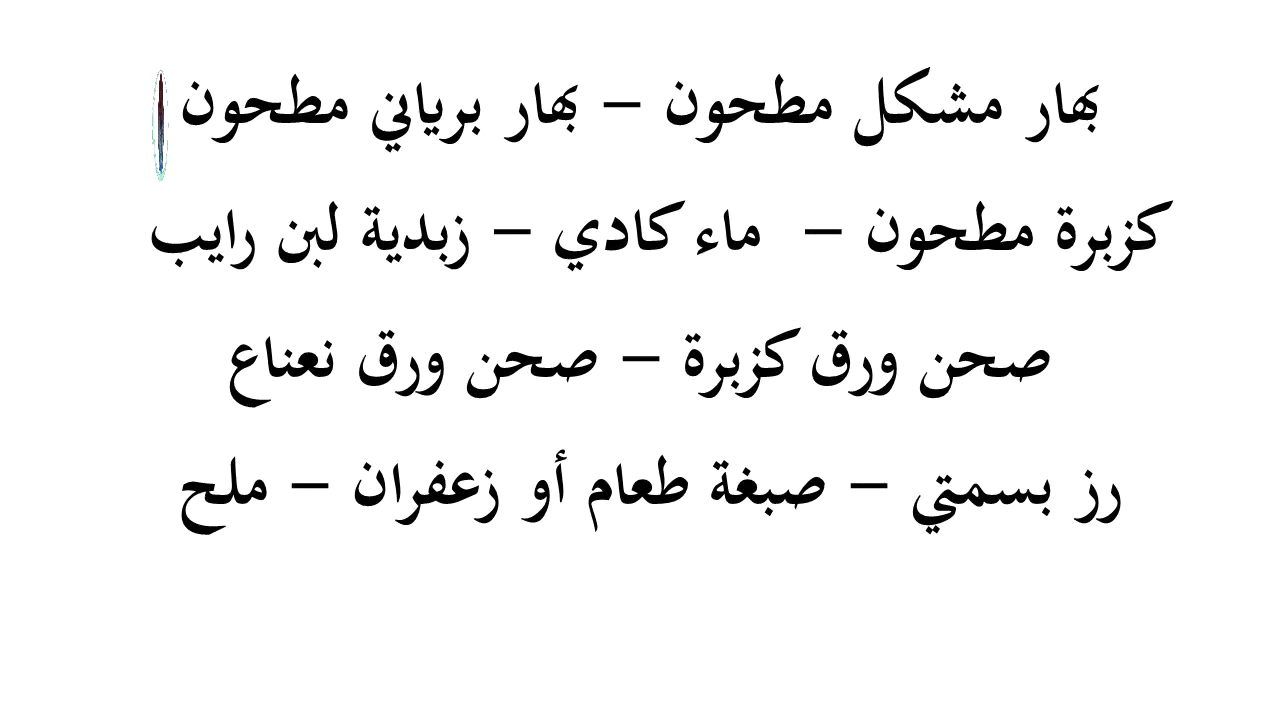 بهار مشكل مطحون – بهار برياني مطحون
كزبرة مطحون – ماء كادي – زبدية لبن رايب
صحن ورق كزبرة – صحن ورق نعناع
رز بسمتي – صبغة طعام أو زعفران – ملح